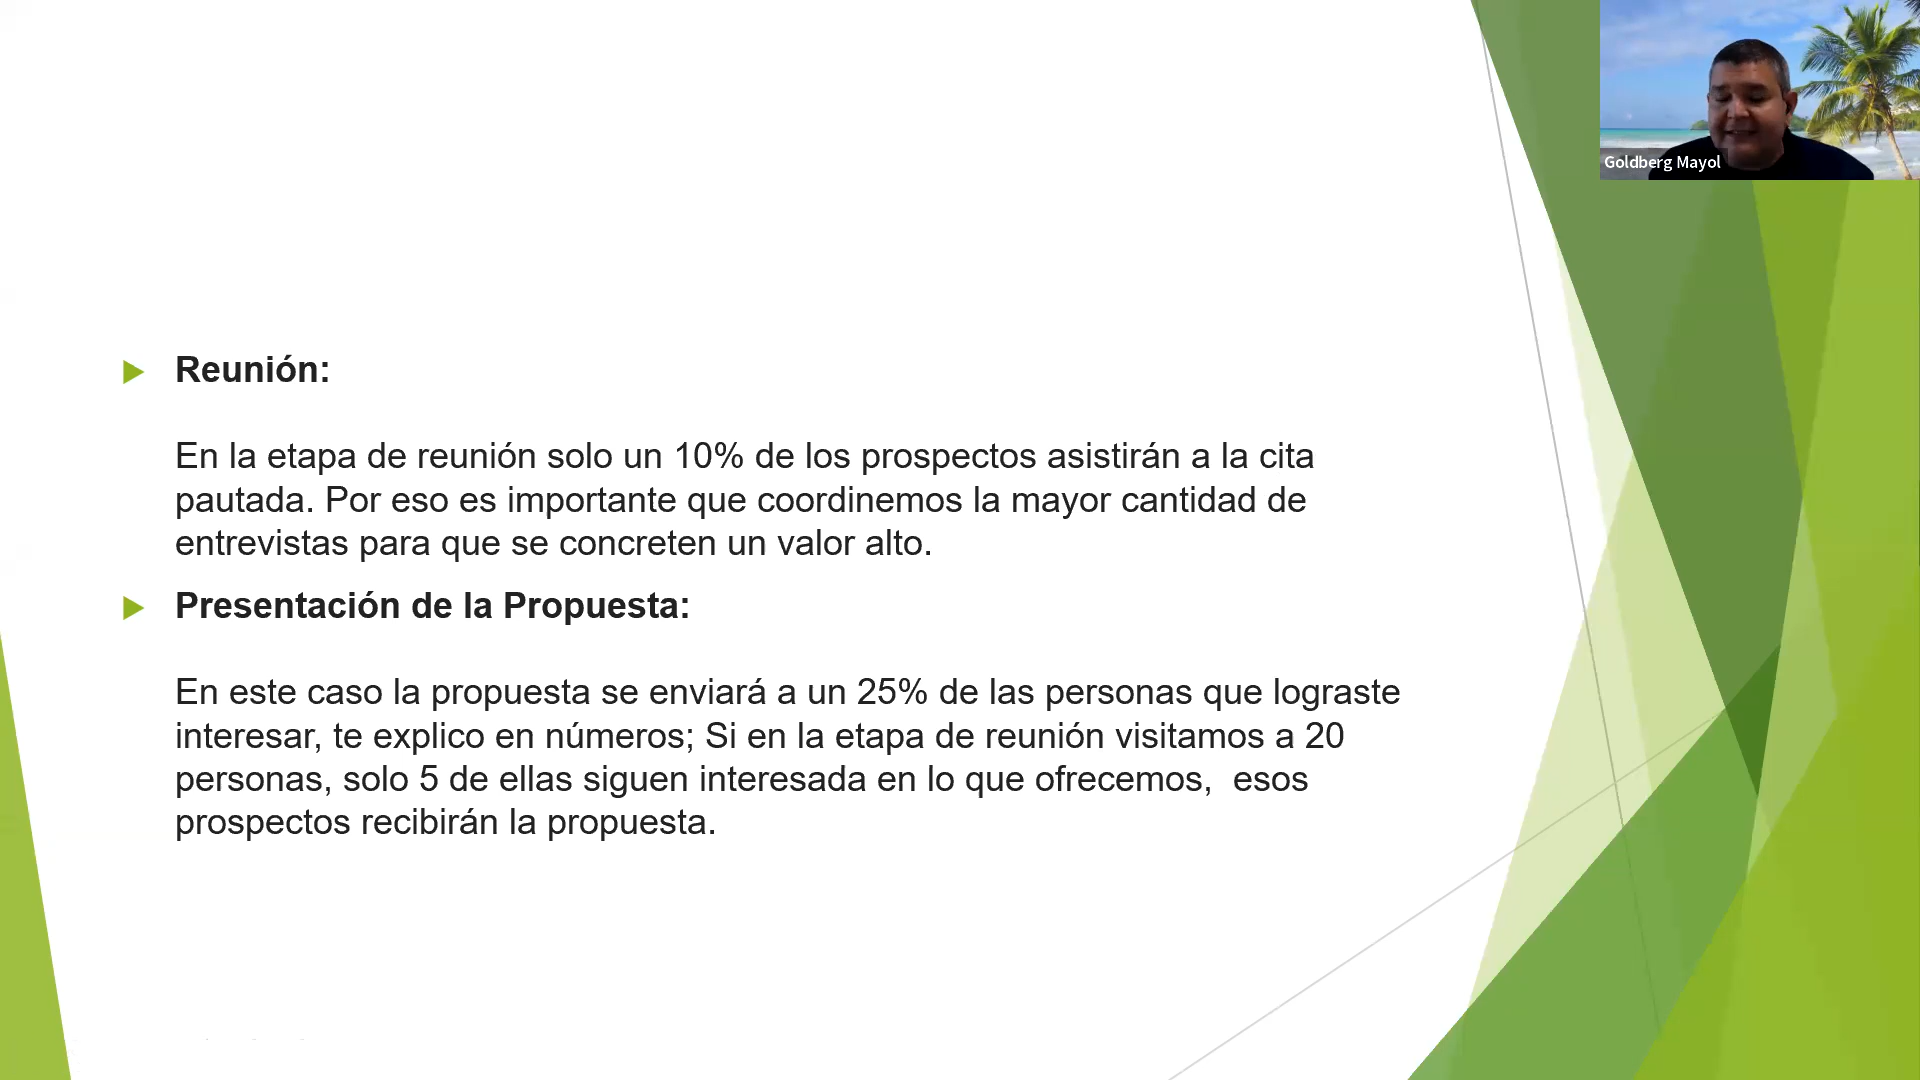 Goldberg Mayol
Reunión:
En la etapa de reunión solo un 10% de los prospectos asistirán a la cita
pautada. Por eso es importante que coordinemos la mayor cantidad de
entrevistas para que se concreten un valor alto.
Presentación de la Propuesta:
En este caso la propuesta se enviará a un 25% de las personas que lograste
interesar, te explico en números; Si en la etapa de reunión visitamos a 20
personas, solo 5 de ellas siguen interesada en lo que ofrecemos,  esos
prospectos recibirán la propuesta.